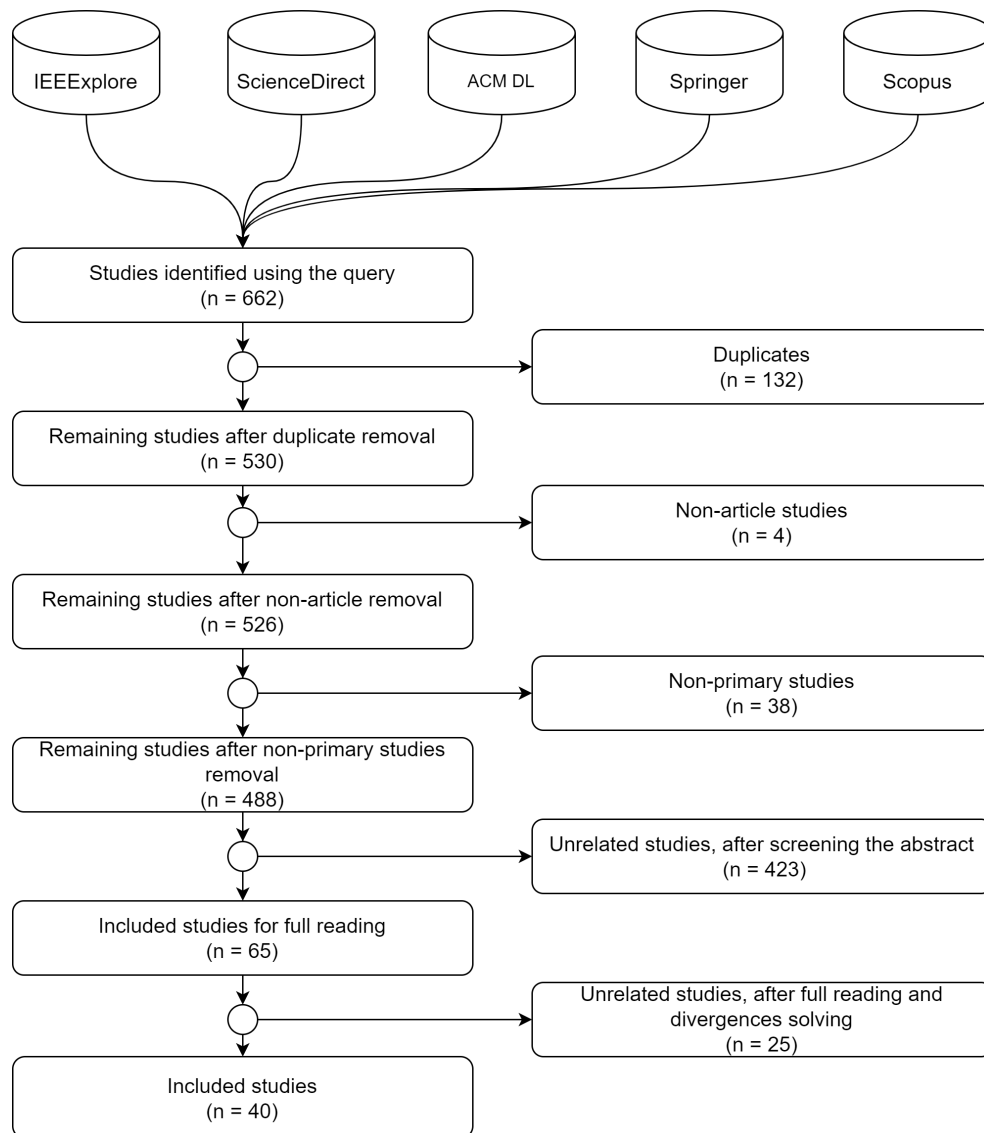 IEEExplore
ScienceDirect
ACM DL
Springer
Scopus
Studies identified using the query
(n = 662)
Duplicates
(n = 132)
Remaining studies after duplicate removal
(n = 530)
Non-article studies
(n = 4)
Remaining studies after non-article removal
(n = 526)
Non-primary studies
(n = 38)
Remaining studies after non-primary studies
removal
(n = 488)
Unrelated studies, after screening the abstract
(n = 423)
Included studies for full reading
(n = 65)
Unrelated studies, after full reading and
divergences solving
(n = 25)
Included studies
(n = 40)